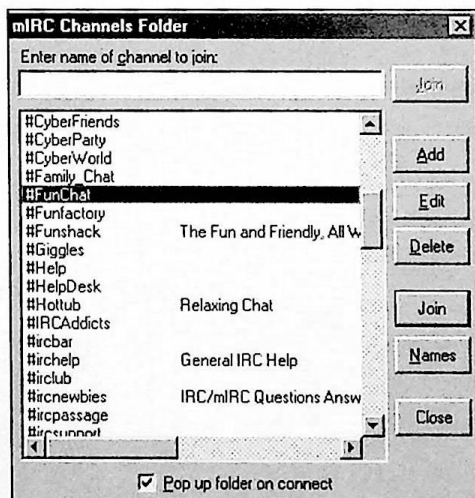 mIRC Channels Folder
Enter name of channel to join:
Join
#CyberFriends
#CyberParty
#CyberWorld
#Family_Chat
#FunChat
#Funfactory
#Funshack The Fun and Friendly, All W
#Giggles
#Help
#HelpDesk
#Hottub Relaxing Chat
#IRCAddicts
#ircbar
#irchelp General IRC Help
#irclub
#ircnewbies IRC/mIRC Questions Answ
#ircpassage
#ircsupport
Add
Edit
Delete
Join
Names
Close
Pop up folder on connect